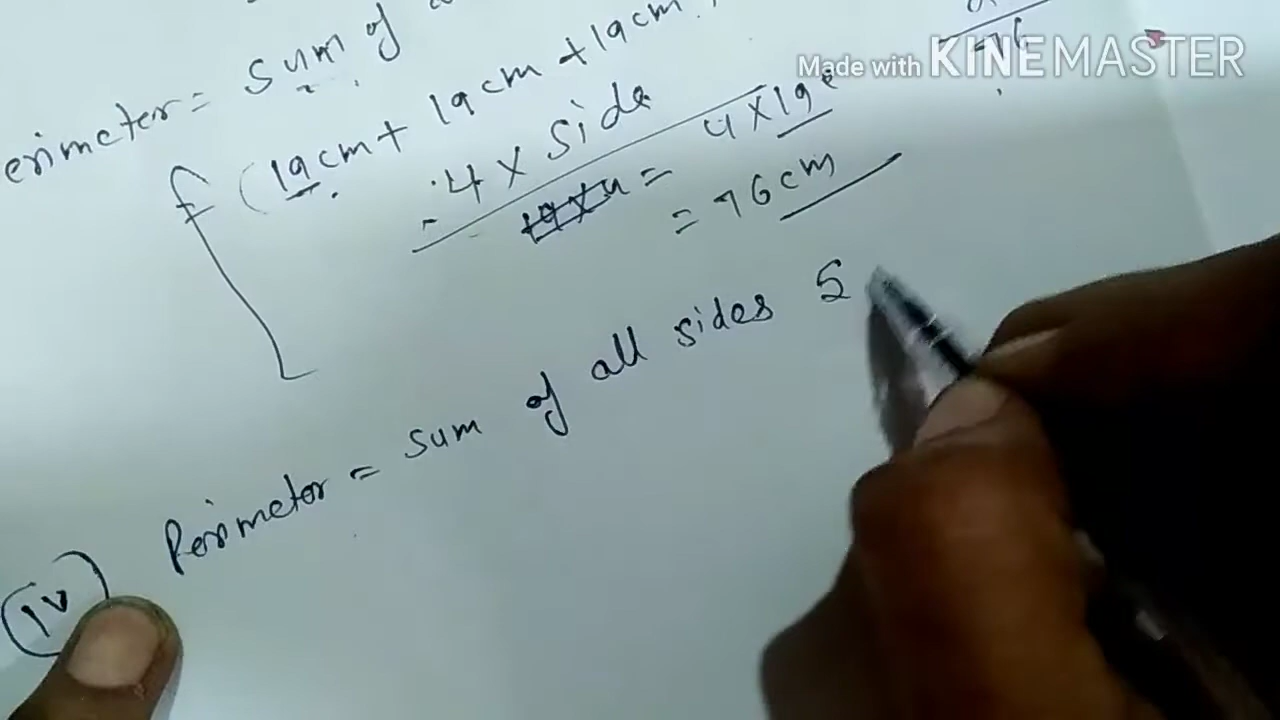 erimeter = sum of
(19cm + 19cm + 19cm
4 X Side
= 4 X 19
= 76cm
76
Made with KINEMASTER
(iv) Perimeter = sum of all sides S